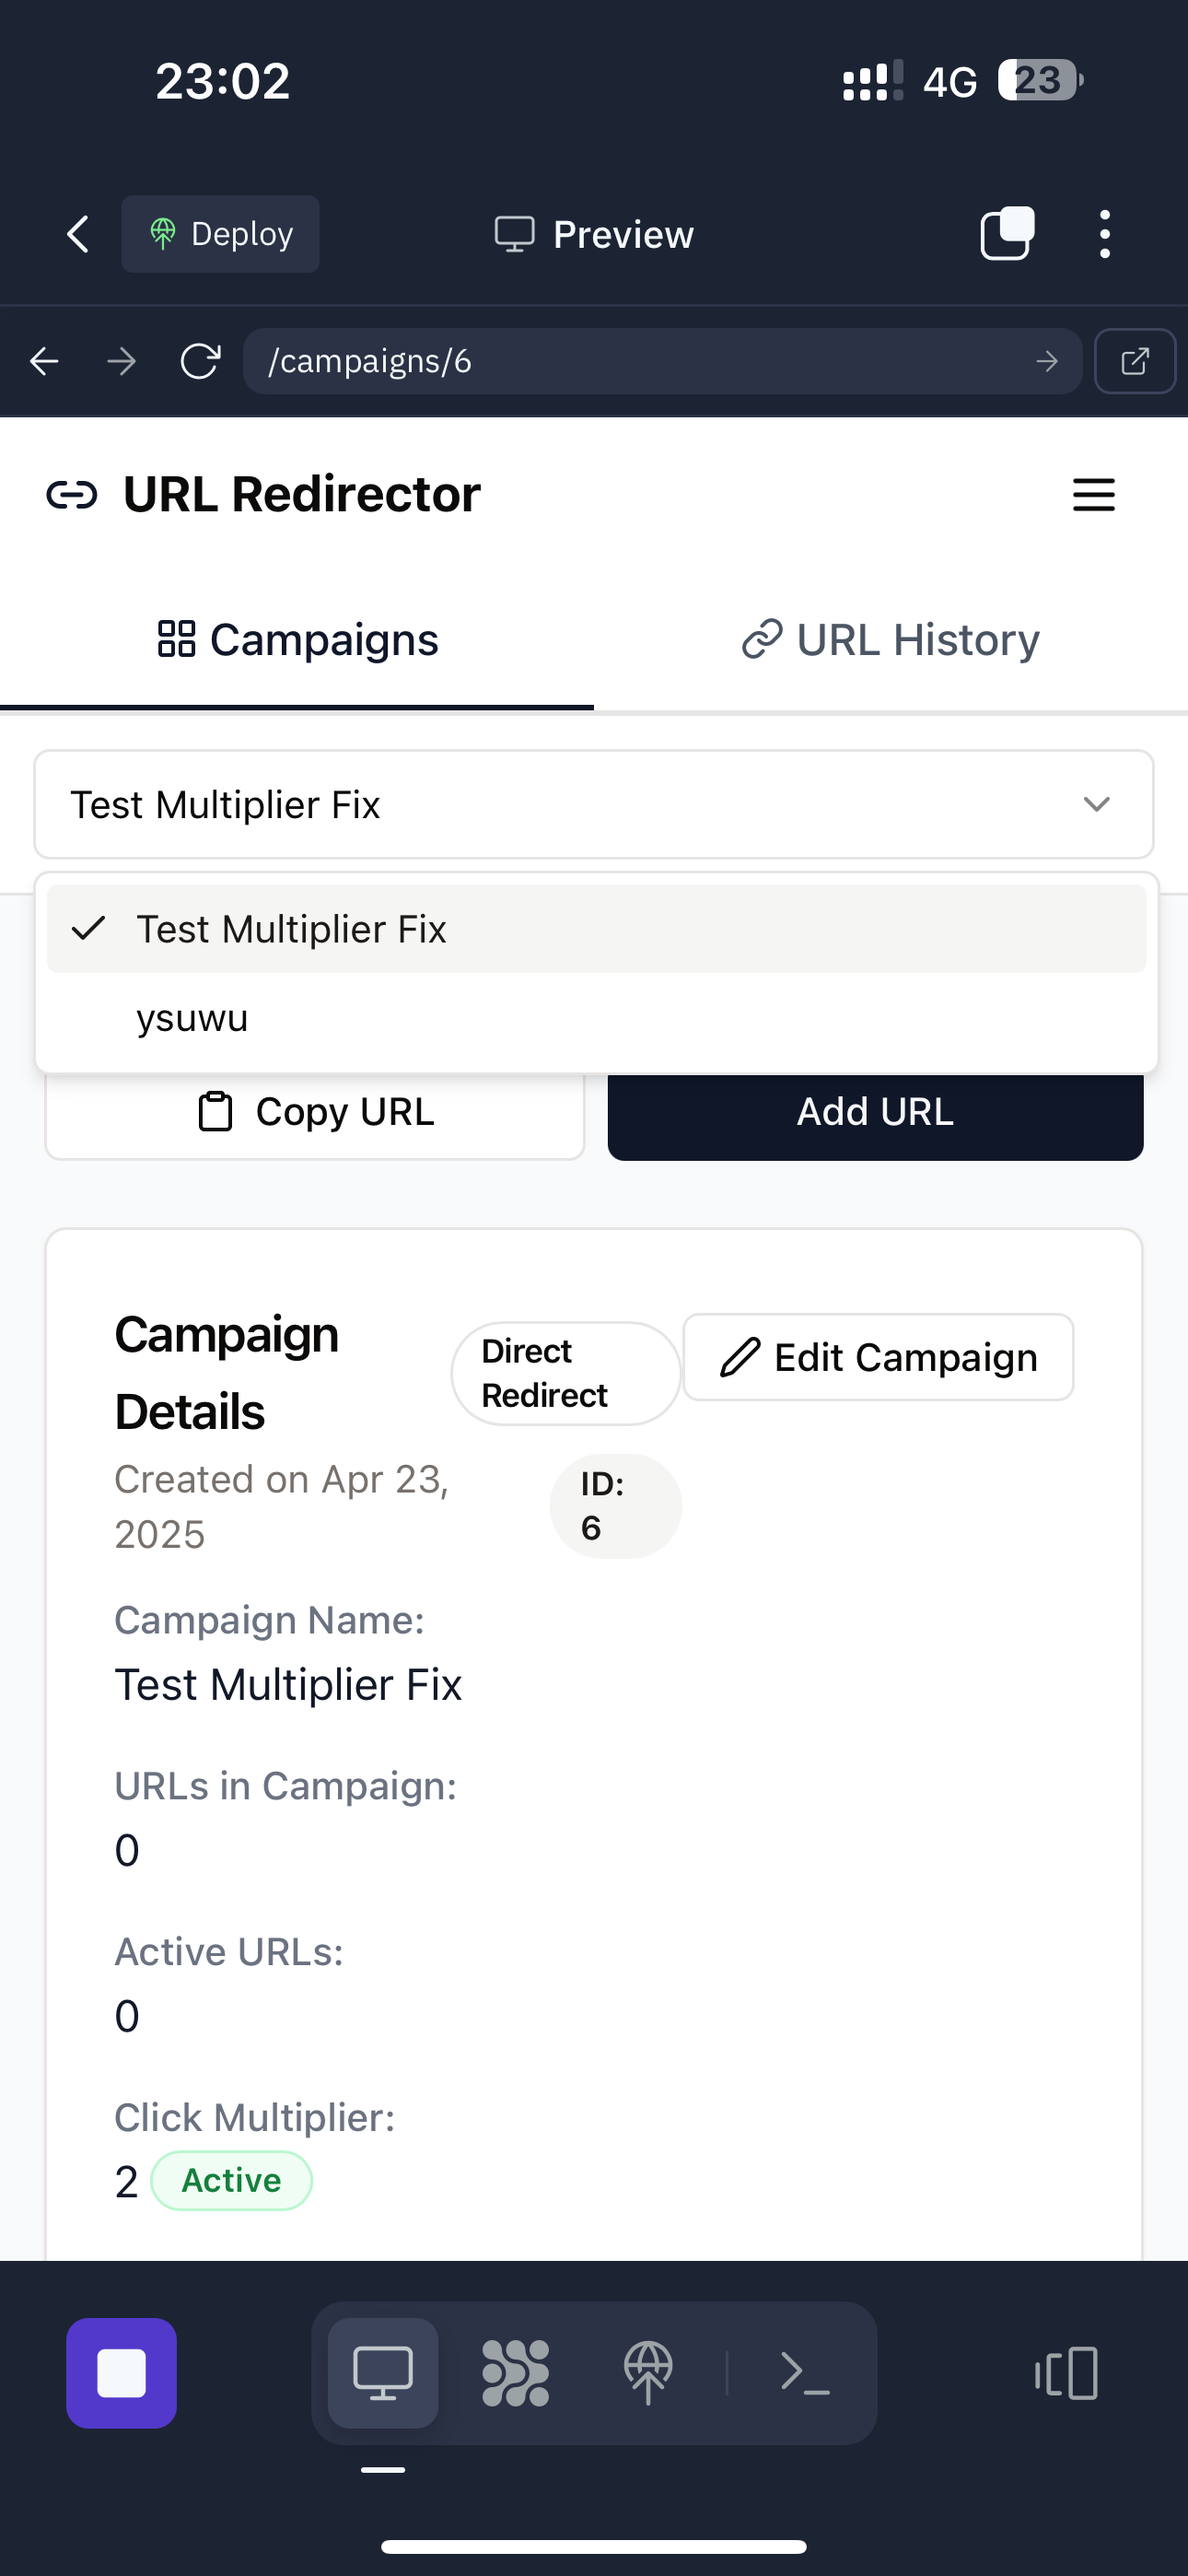 23:02
4G
23
Deploy
Preview
/campaigns/6
URL Redirector
Campaigns
URL History
Test Multiplier Fix
Test Multiplier Fix
ysuwu
Copy URL
Add URL
Campaign
Details
Direct
Redirect
Edit Campaign
Created on Apr 23,
2025
ID:
6
Campaign Name:
Test Multiplier Fix
URLs in Campaign:
0
Active URLs:
0
Click Multiplier:
2 Active